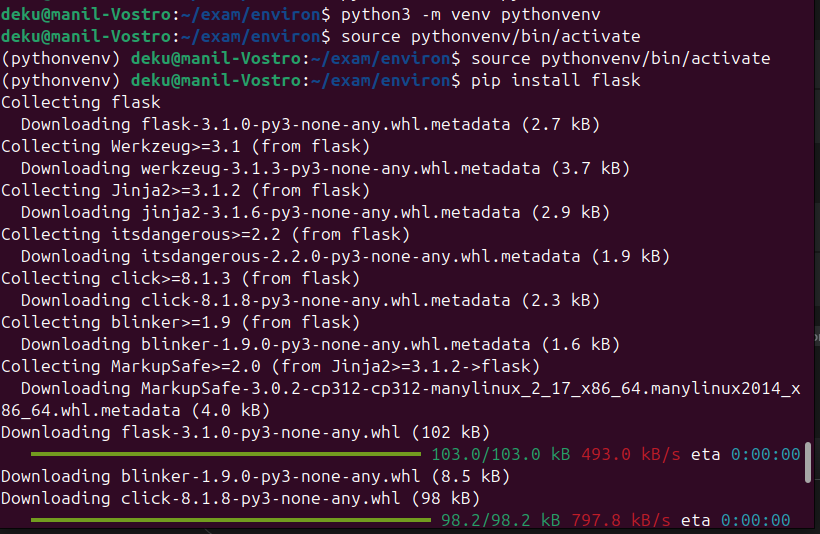 deku@manil-Vostro:~/exam/environ$ python3 -m venv pythonvenv
deku@manil-Vostro:~/exam/environ$ source pythonvenv/bin/activate
(pythonvenv) deku@manil-Vostro:~/exam/environ$ source pythonvenv/bin/activate
(pythonvenv) deku@manil-Vostro:~/exam/environ$ pip install flask
Collecting flask
  Downloading flask-3.1.0-py3-none-any.whl.metadata (2.7 kB)
Collecting Werkzeug>=3.1 (from flask)
  Downloading werkzeug-3.1.3-py3-none-any.whl.metadata (3.7 kB)
Collecting Jinja2>=3.1.2 (from flask)
  Downloading jinja2-3.1.6-py3-none-any.whl.metadata (2.9 kB)
Collecting itsdangerous>=2.2 (from flask)
  Downloading itsdangerous-2.2.0-py3-none-any.whl.metadata (1.9 kB)
Collecting click>=8.1.3 (from flask)
  Downloading click-8.1.8-py3-none-any.whl.metadata (2.3 kB)
Collecting blinker>=1.9 (from flask)
  Downloading blinker-1.9.0-py3-none-any.whl.metadata (1.6 kB)
Collecting MarkupSafe>=2.0 (from Jinja2>=3.1.2->flask)
  Downloading MarkupSafe-3.0.2-cp312-cp312-manylinux_2_17_x86_64.manylinux2014_x
86_64.whl.metadata (4.0 kB)
Downloading flask-3.1.0-py3-none-any.whl (102 kB)
103.0/103.0 kB 493.0 kB/s eta 0:00:00
Downloading blinker-1.9.0-py3-none-any.whl (8.5 kB)
Downloading click-8.1.8-py3-none-any.whl (98 kB)
98.2/98.2 kB 797.8 kB/s eta 0:00:00